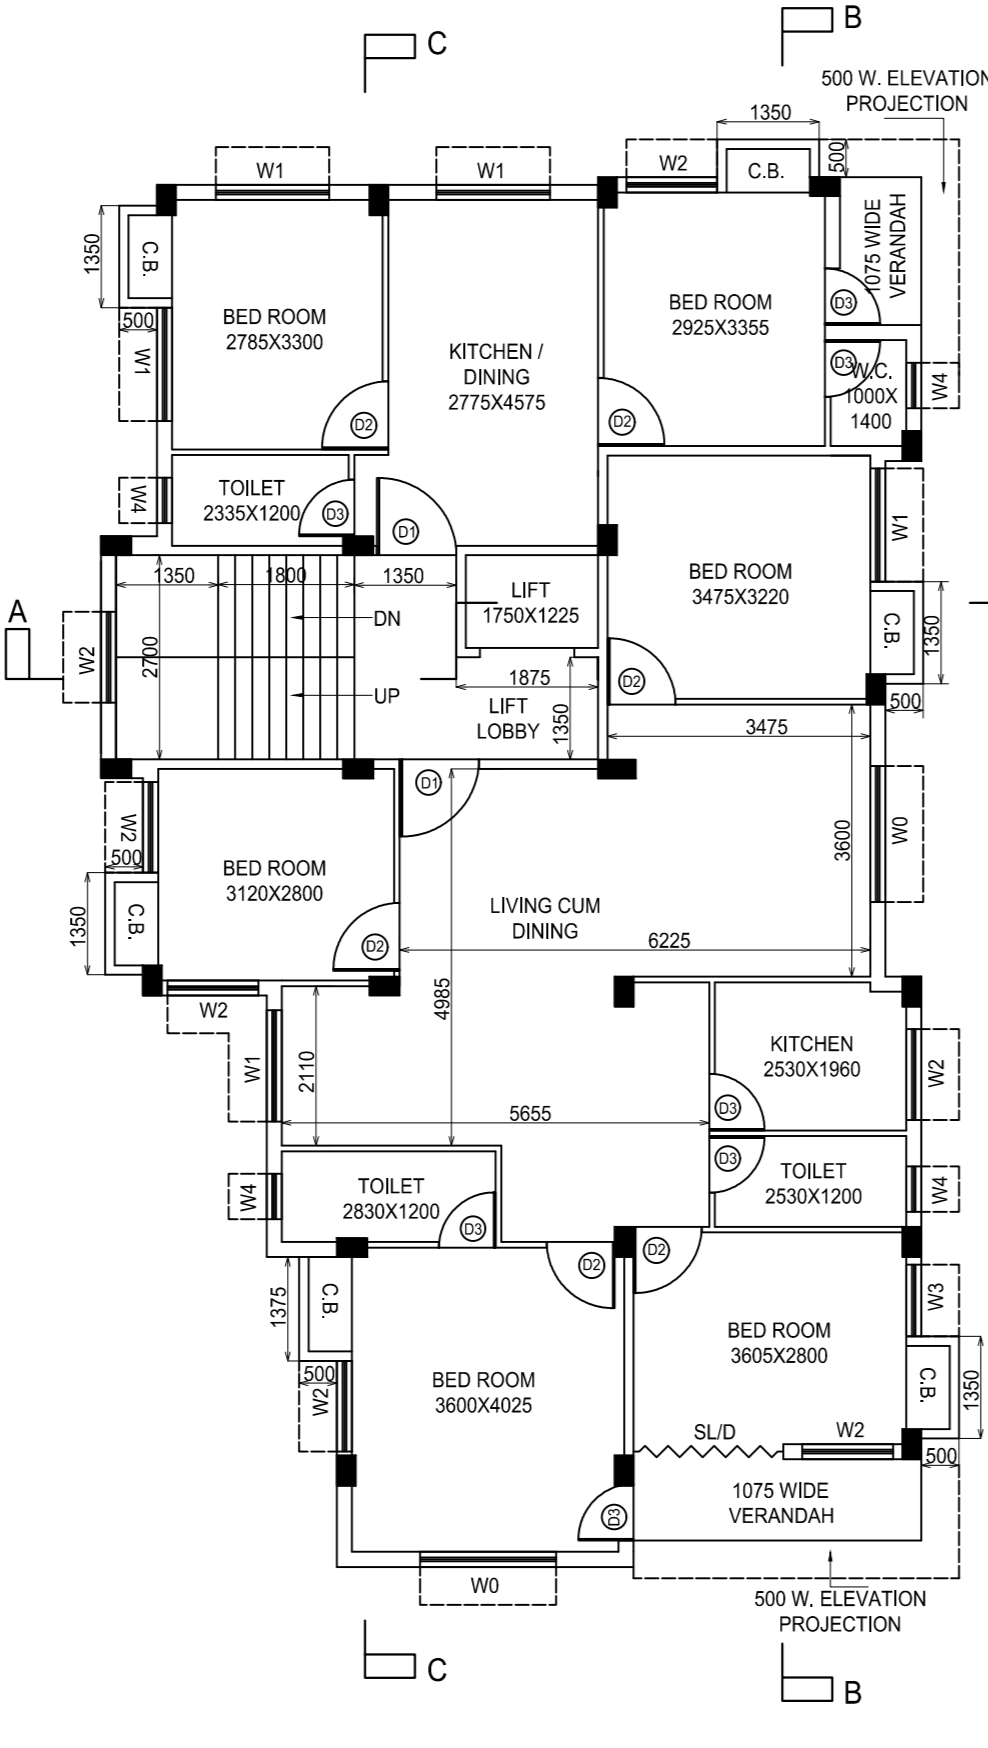 B
C
500 W. ELEVATION
PROJECTION
1350
W1
W1
W2
C.B.
500
1350
C.B.
1075 WIDE
VERANDAH
BED ROOM
2785X3300
BED ROOM
2925X3355
D3
500
W1
KITCHEN /
DINING
2775X4575
D3
W.C.
1000X
1400
W4
D2
D2
TOILET
2335X1200
W4
D3
D1
W1
1350
1800
1350
LIFT
1750X1225
BED ROOM
3475X3220
A
DN
C.B.
1350
W2
2700
UP
1875
D2
LIFT
LOBBY
1350
500
3475
D1
W2
500
3600
W0
BED ROOM
3120X2800
1350
C.B.
LIVING CUM
DINING
D2
6225
4985
W2
W1
2110
KITCHEN
2530X1960
W2
5655
D3
D3
TOILET
2830X1200
TOILET
2530X1200
W4
W4
D3
D2
D2
1375
C.B.
W3
BED ROOM
3605X2800
500
W2
BED ROOM
3600X4025
C.B.
1350
SL/D
W2
500
1075 WIDE
VERANDAH
D3
W0
500 W. ELEVATION
PROJECTION
C
B